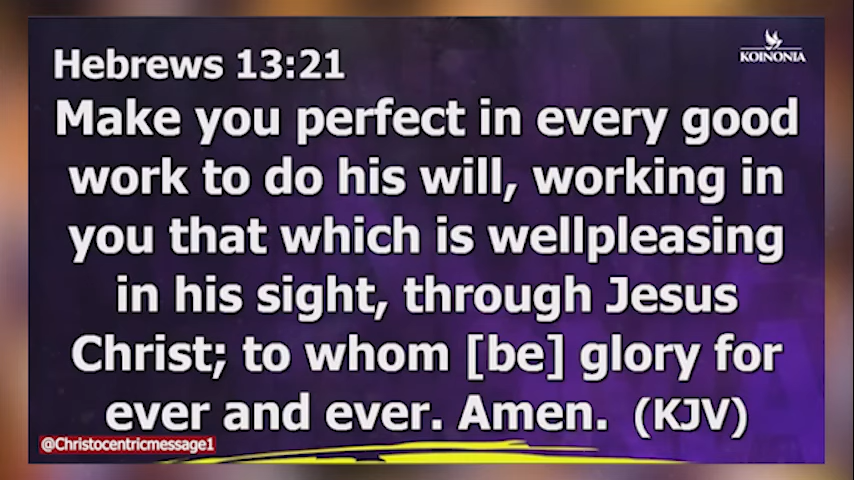 Hebrews 13:21
KOINONIA
Make you perfect in every good
work to do his will, working in
you that which is wellpleasing
in his sight, through Jesus
Christ; to whom [be] glory for
ever and ever. Amen. (KJV)
@Christocentricmessage1